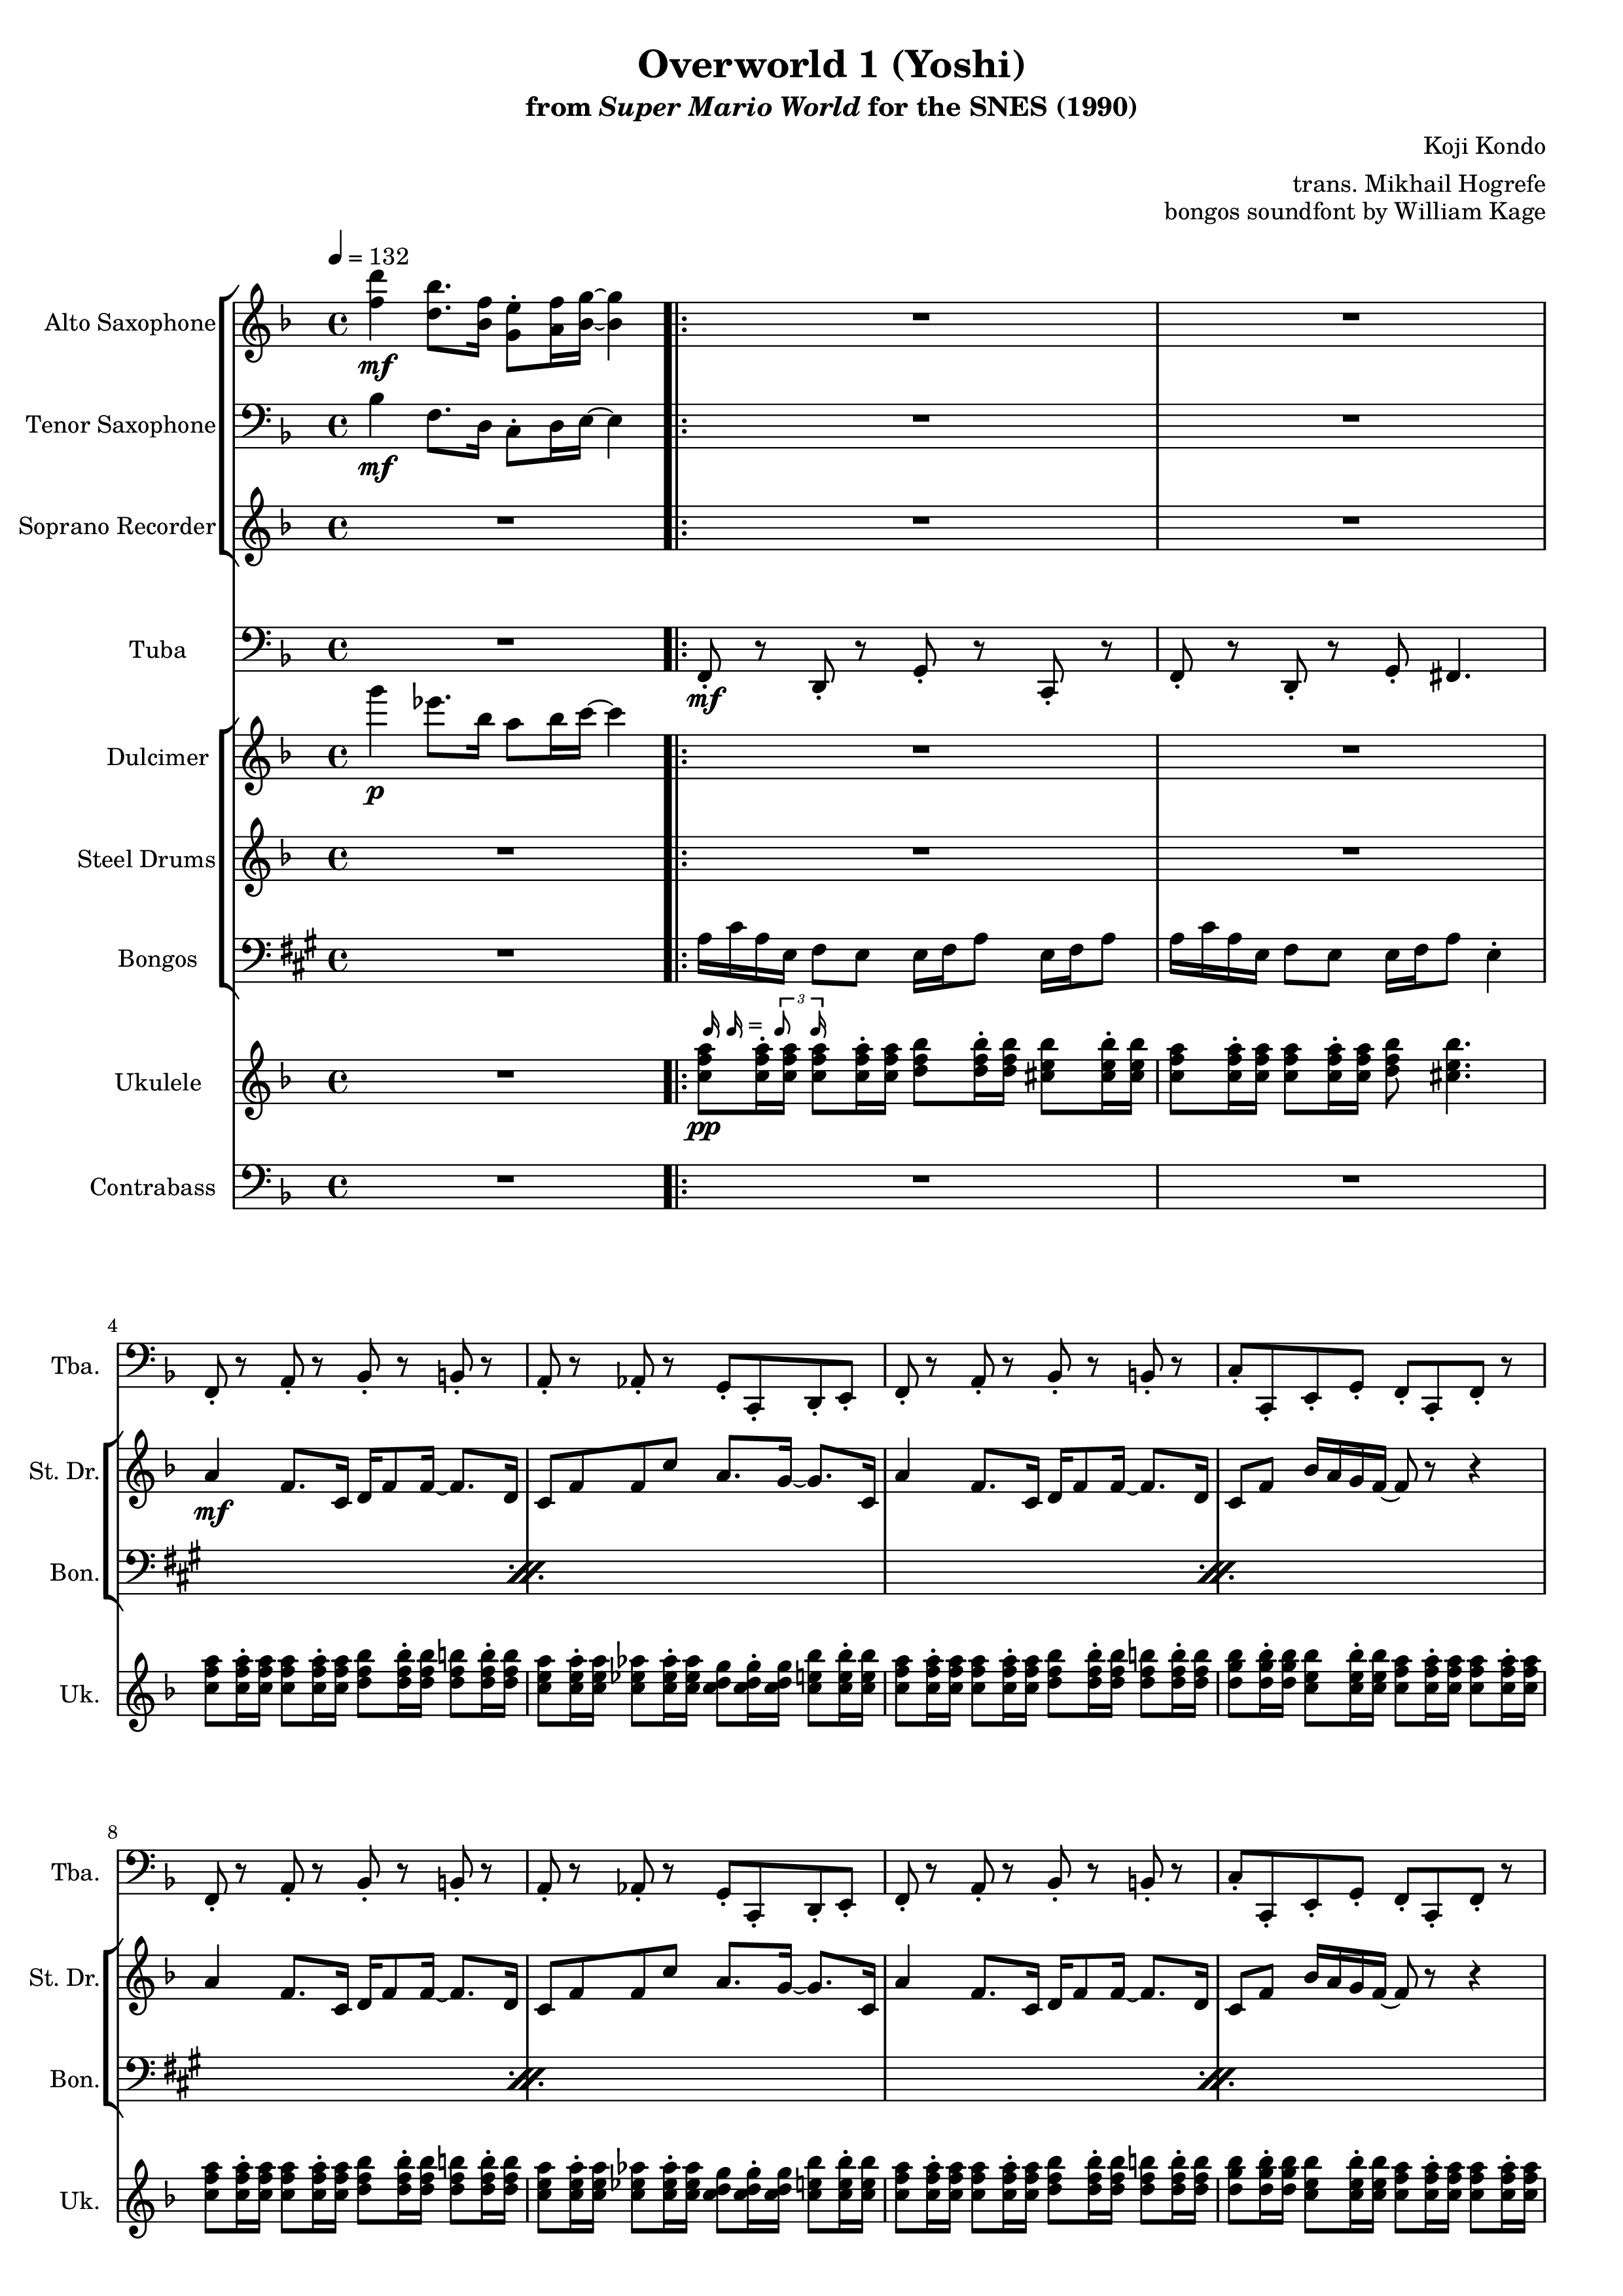 Overworld 1 (Yoshi)
from Super Mario World for the SNES (1990)
Koji Kondo
trans. Mikhail Hogrefe
bongos soundfont by William Kage
= 132
Alto Saxophone
mf
Tenor Saxophone
mf
Soprano Recorder
Tuba
mf
Dulcimer
p
Steel Drums
Bongos
3
=
Ukulele
pp
Contrabass
4
Tba.
St. Dr.
mf
Bon.
Uk.
8
Tba.
St. Dr.
Bon.
Uk.